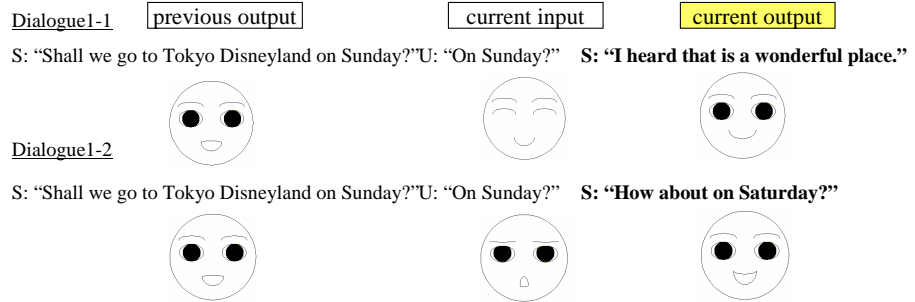 Dialogue1-1 previous output current input current output
S: “Shall we go to Tokyo Disneyland on Sunday?”U: “On Sunday?” S: “I heard that is a wonderful place.”
Dialogue1-2
S: “Shall we go to Tokyo Disneyland on Sunday?”U: “On Sunday?” S: “How about on Saturday?”